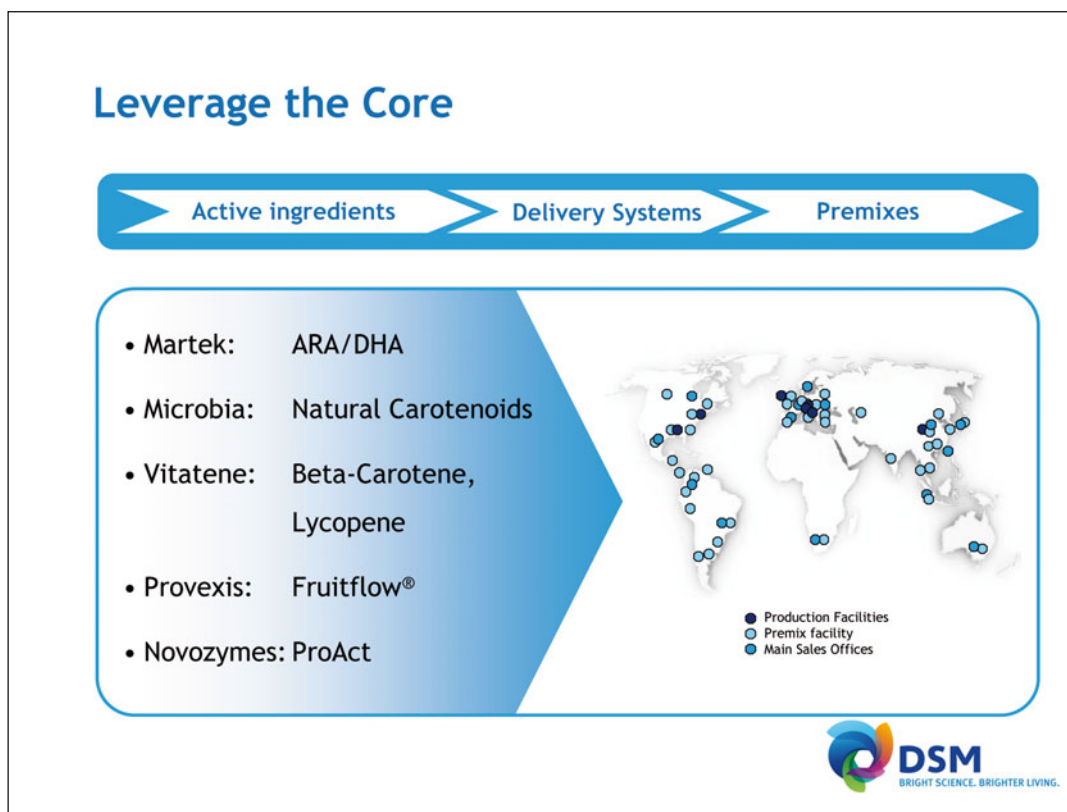 Leverage the Core
Active ingredients Delivery Systems Premixes
• Martek: ARA/DHA
• Microbia: Natural Carotenoids
• Vitatene: Beta-Carotene,
Lycopene
• Provexis: Fruitflow®
• Novozymes: ProAct
Production Facilities
Premix facility
Main Sales Offices
DSM
BRIGHT SCIENCE. BRIGHTER LIVING.